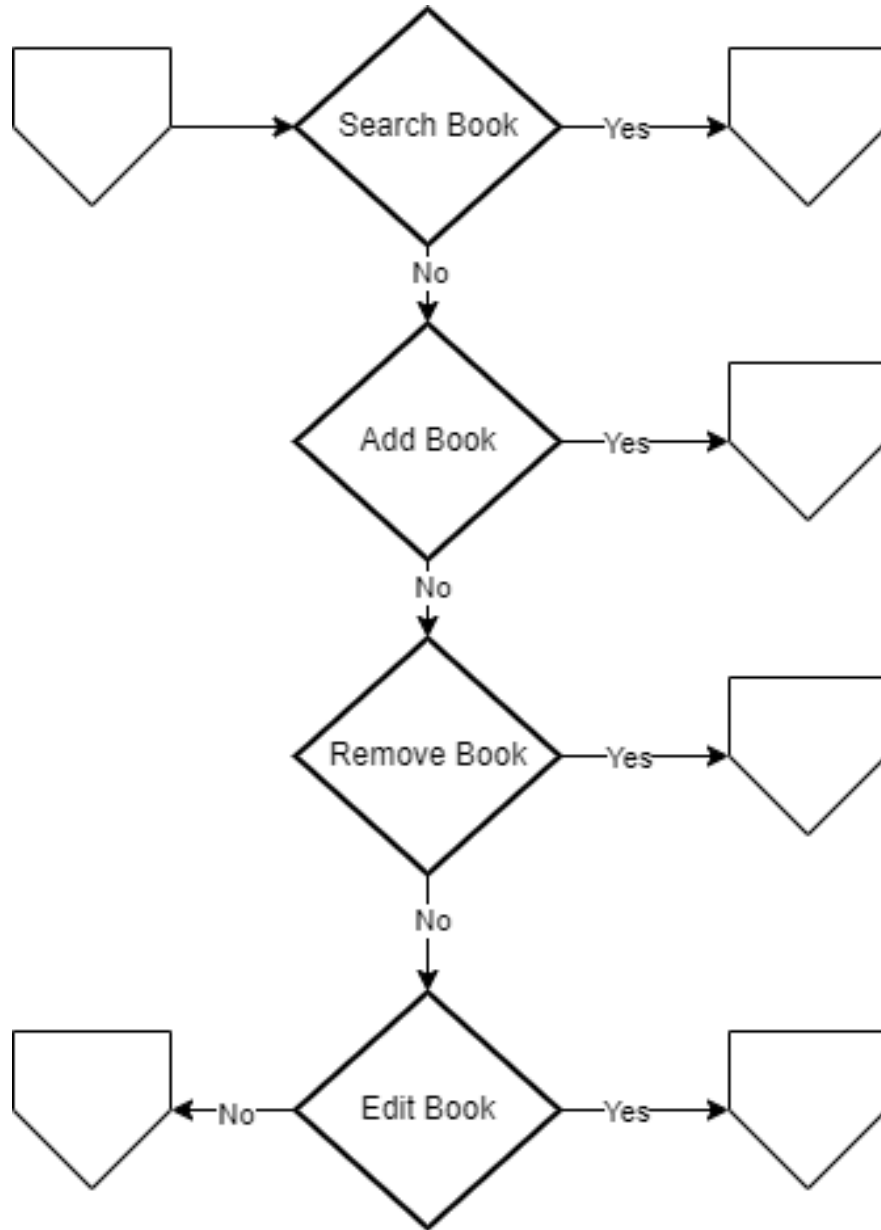 Search Book
Yes
No
Add Book
Yes
No
Remove Book
Yes
No
Edit Book
No
Yes